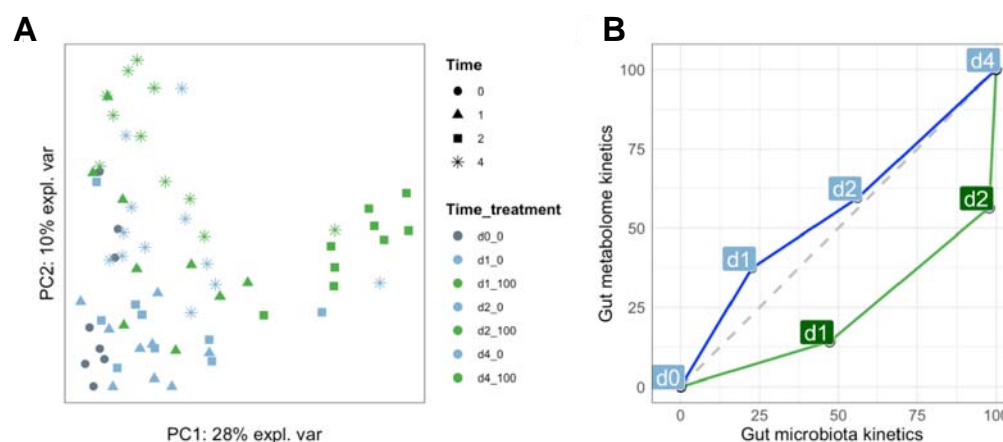 A
PC2: 10% expl. var
PC1: 28% expl. var
Time
0
1
2
4
Time_treatment
d0_0
d1_0
d1_100
d2_0
d2_100
d4_0
d4_100
B
Gut metabolome kinetics
100
75
50
25
0
d4
d2
d2
d1
d1
d0
0
25
50
75
100
Gut microbiota kinetics